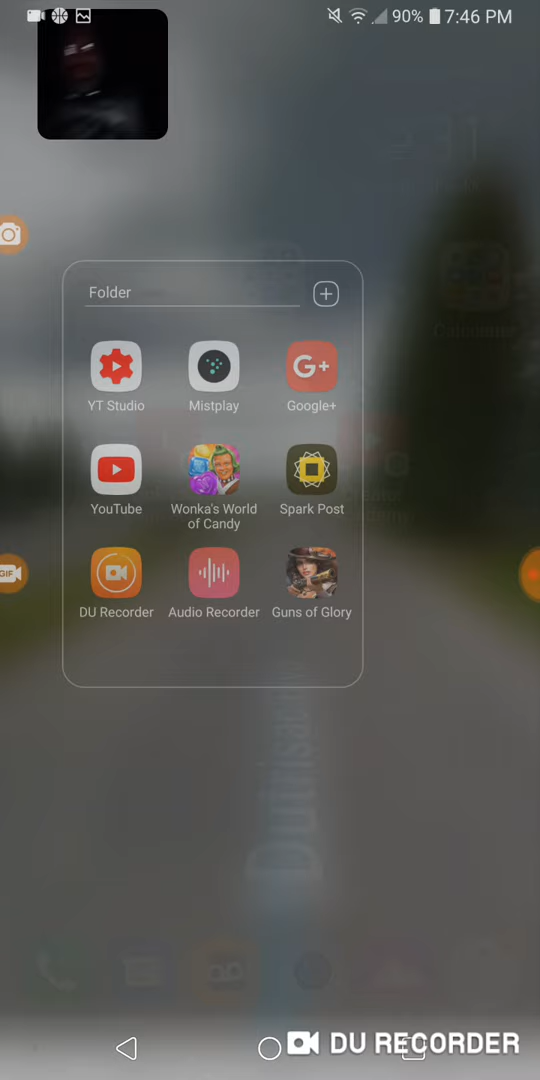 90% 7:46 PM
Folder
YT Studio Mistplay Google+
YouTube Wonka's World of Candy Spark Post
DU Recorder Audio Recorder Guns of Glory
GIF
DU RECORDER